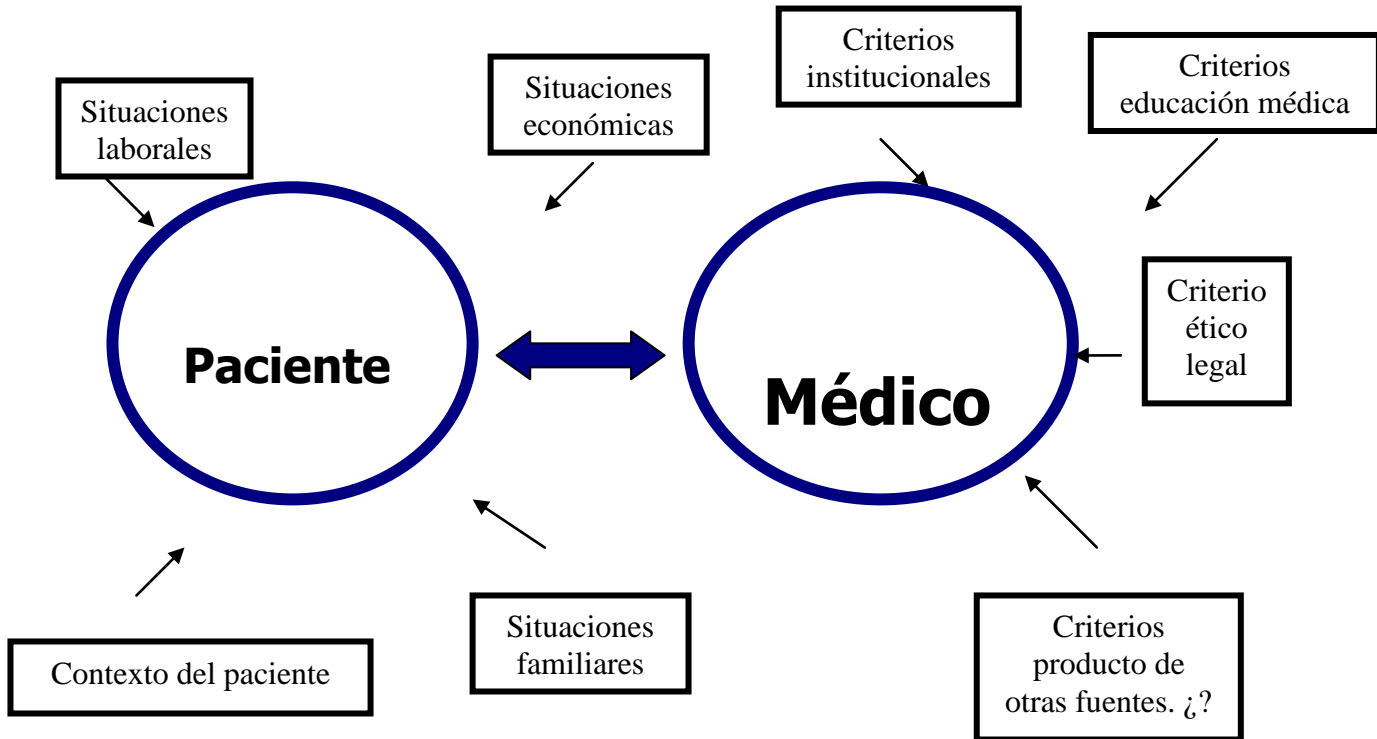 Criterios
institucionales
Criterios
educación médica
Situaciones
económicas
Situaciones
laborales
Criterio
ético
legal
Paciente
Médico
Situaciones
familiares
Criterios
producto de
otras fuentes. ¿?
Contexto del paciente